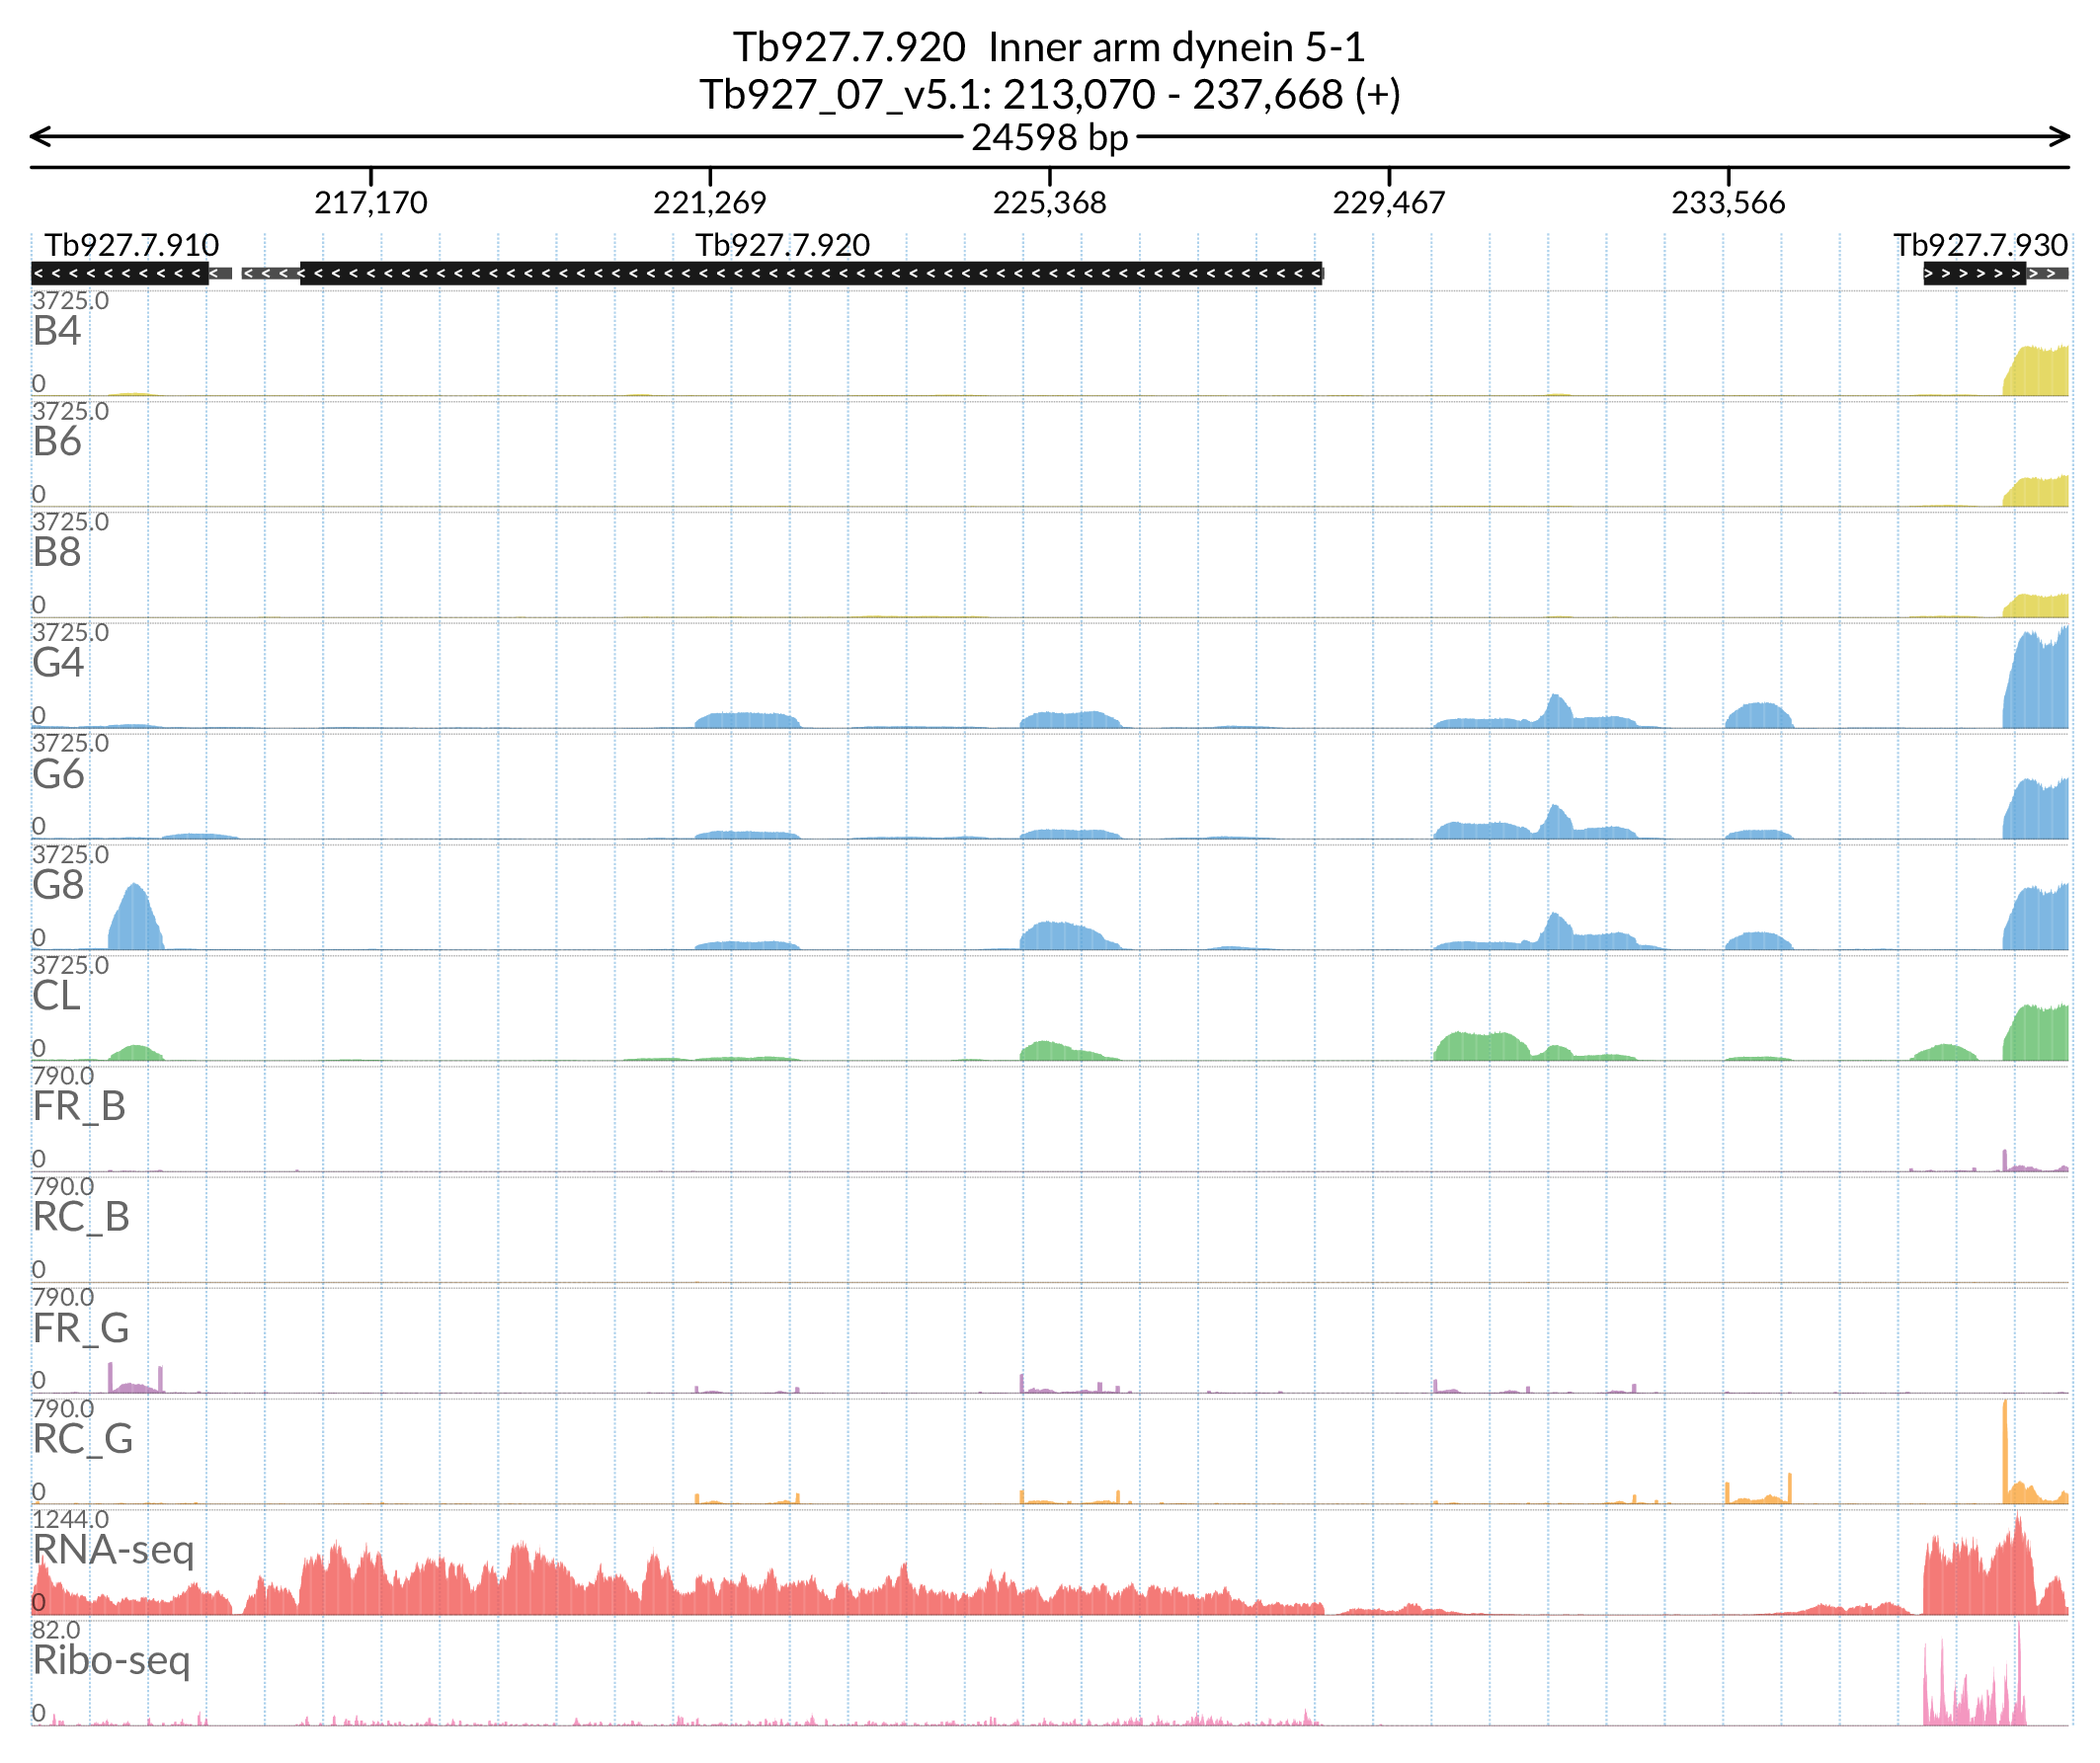 Tb927.7.920  Inner arm dynein 5-1
Tb927_07_v5.1: 213,070 - 237,668 (+)
24598 bp
217,170 221,269 225,368 229,467 233,566
Tb927.7.910 Tb927.7.920 Tb927.7.930
3725.0
B4
0
3725.0
B6
0
3725.0
B8
0
3725.0
G4
0
3725.0
G6
0
3725.0
G8
0
3725.0
CL
0
790.0
FR_B
0
790.0
RC_B
0
790.0
FR_G
0
790.0
RC_G
0
1244.0
RNA-seq
0
82.0
Ribo-seq
0